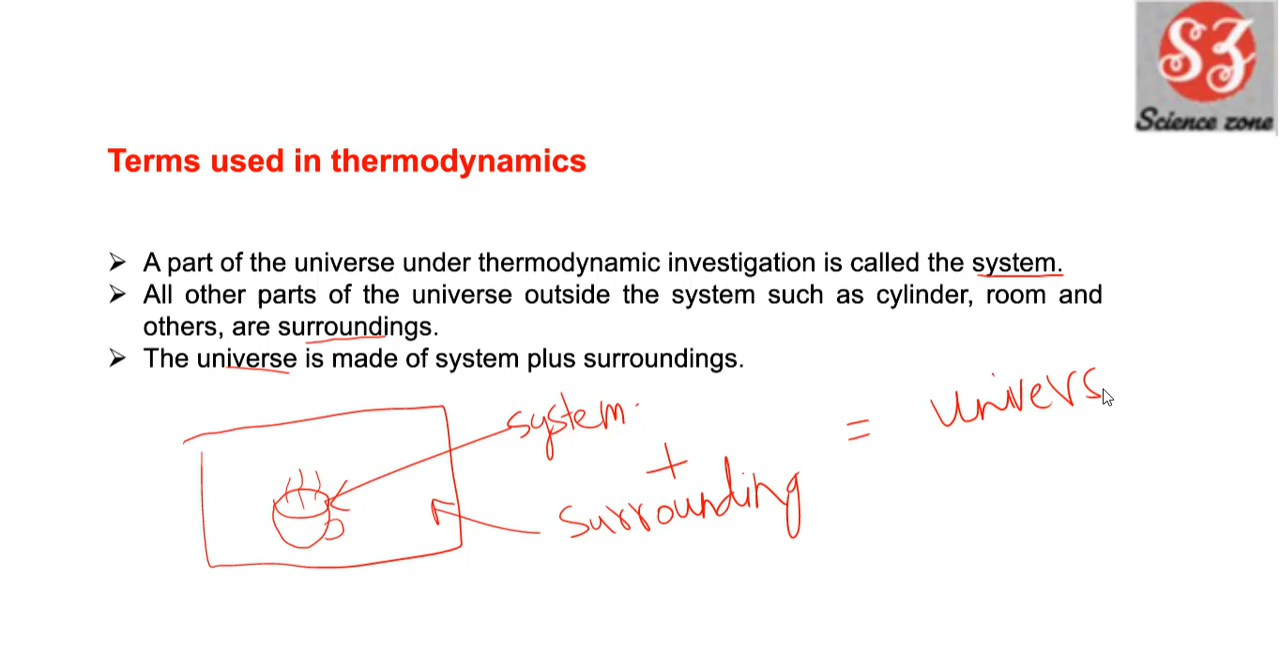 SZ
Science zone
Terms used in thermodynamics
➢ A part of the universe under thermodynamic investigation is called the system.
➢ All other parts of the universe outside the system such as cylinder, room and
others, are surroundings.
➢ The universe is made of system plus surroundings.
system.
+
surrounding
= univers